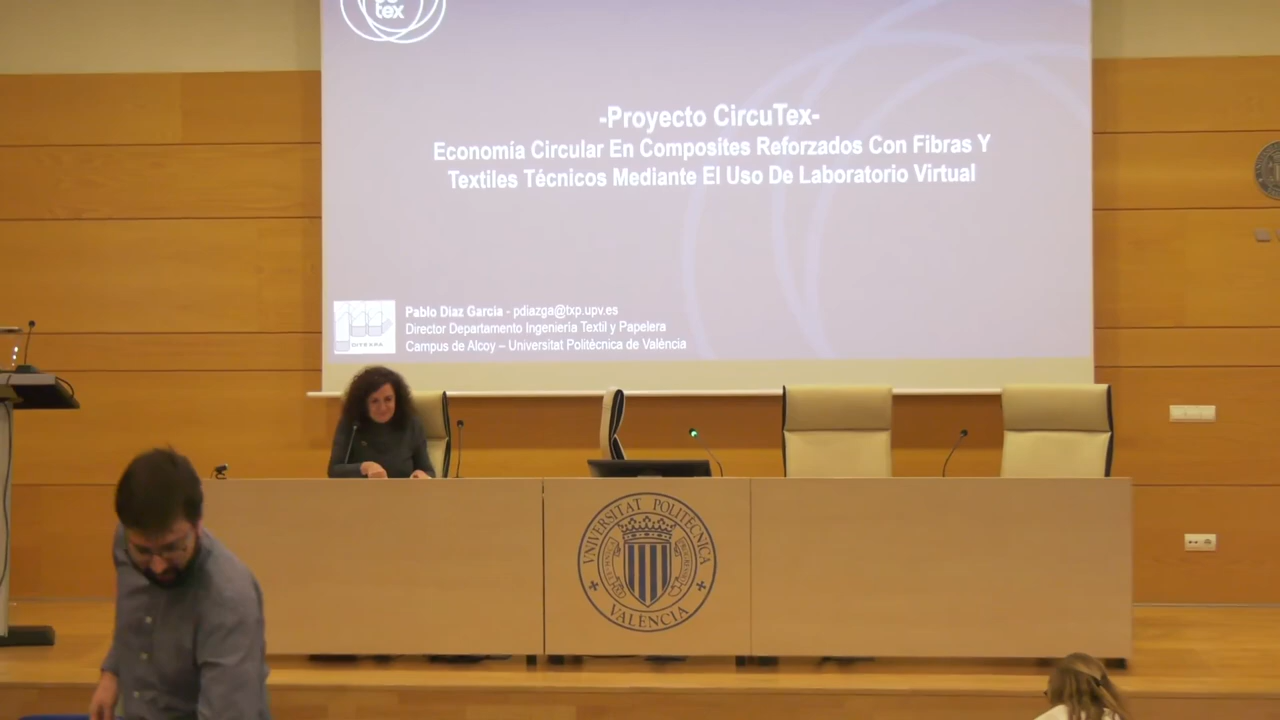 tex
-Proyecto CircuTex-
Economía Circular En Composites Reforzados Con Fibras Y
Textiles Técnicos Mediante El Uso De Laboratorio Virtual
Pablo Díaz García - pdiazga@txp.upv.es
Director Departamento Ingeniería Textil y Papelera
Campus de Alcoy – Universitat Politècnica de València
UNIVERSITAT POLITECNICA
VALENCIA